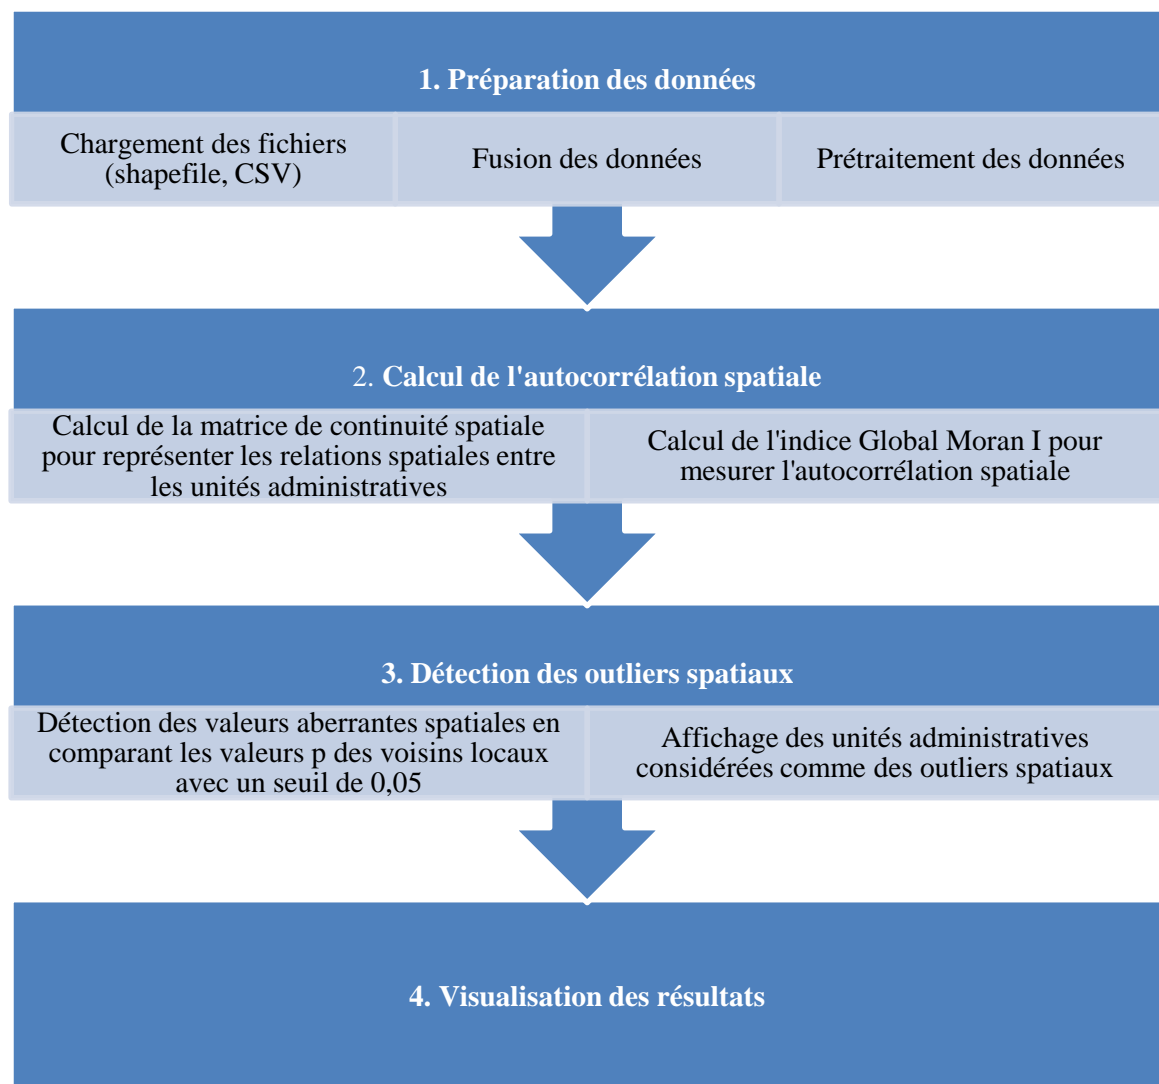 1. Préparation des données
Chargement des fichiers
(shapefile, CSV)
Fusion des données
Prétraitement des données
2. Calcul de l'autocorrélation spatiale
Calcul de la matrice de continuité spatiale
pour représenter les relations spatiales entre
les unités administratives
Calcul de l'indice Global Moran I pour
mesurer l'autocorrélation spatiale
3. Détection des outliers spatiaux
Détection des valeurs aberrantes spatiales en
comparant les valeurs p des voisins locaux
avec un seuil de 0,05
Affichage des unités administratives
considérées comme des outliers spatiaux
4. Visualisation des résultats